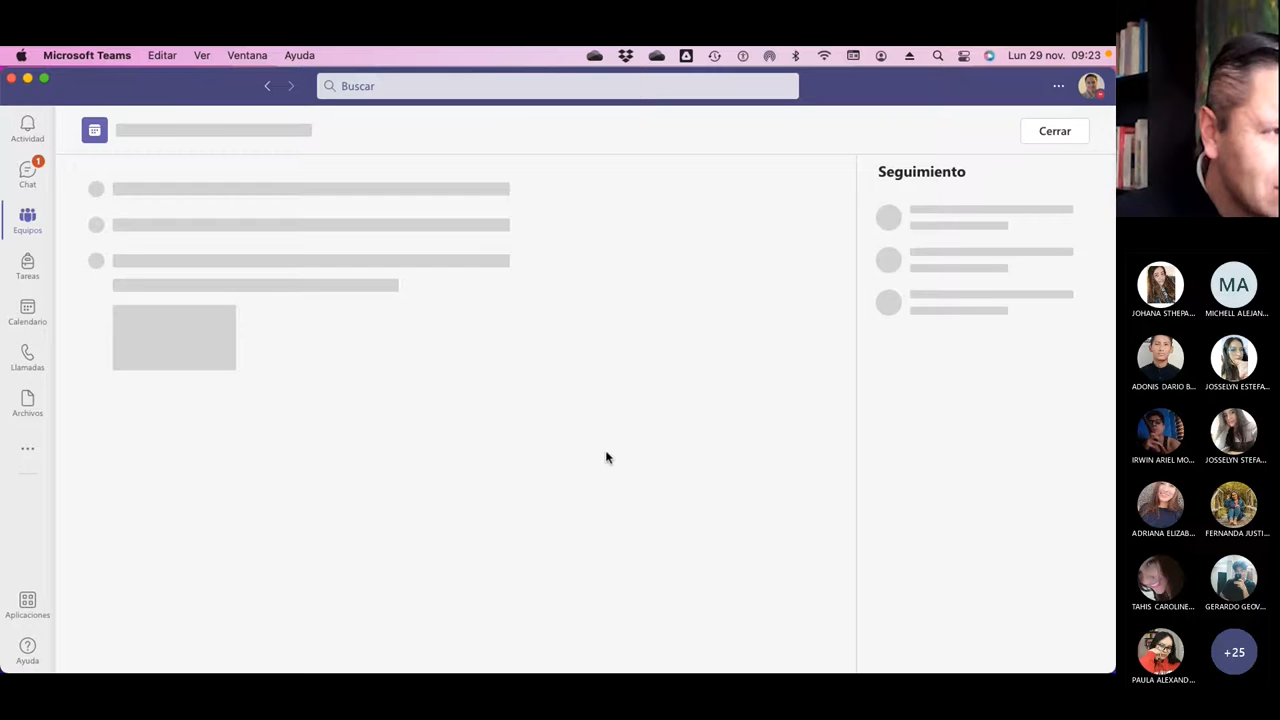 Microsoft Teams Editar Ver Ventana Ayuda Lun 29 nov. 09:23
Buscar
Actividad
Cerrar
1
Chat
Seguimiento
Equipos
Tareas
Calendario
Llamadas
Archivos
Aplicaciones
Ayuda
JOHANA STHEPA... MICHELL ALEJAN...
MA
ADONIS DARIO B... JOSSELYN ESTEFA...
IRWIN ARIEL MO... JOSSELYN STEFA...
ADRIANA ELIZAB... FERNANDA JUSTI...
TAHIS CAROLINE... GERARDO GEOV...
+25
PAULA ALEXAND...